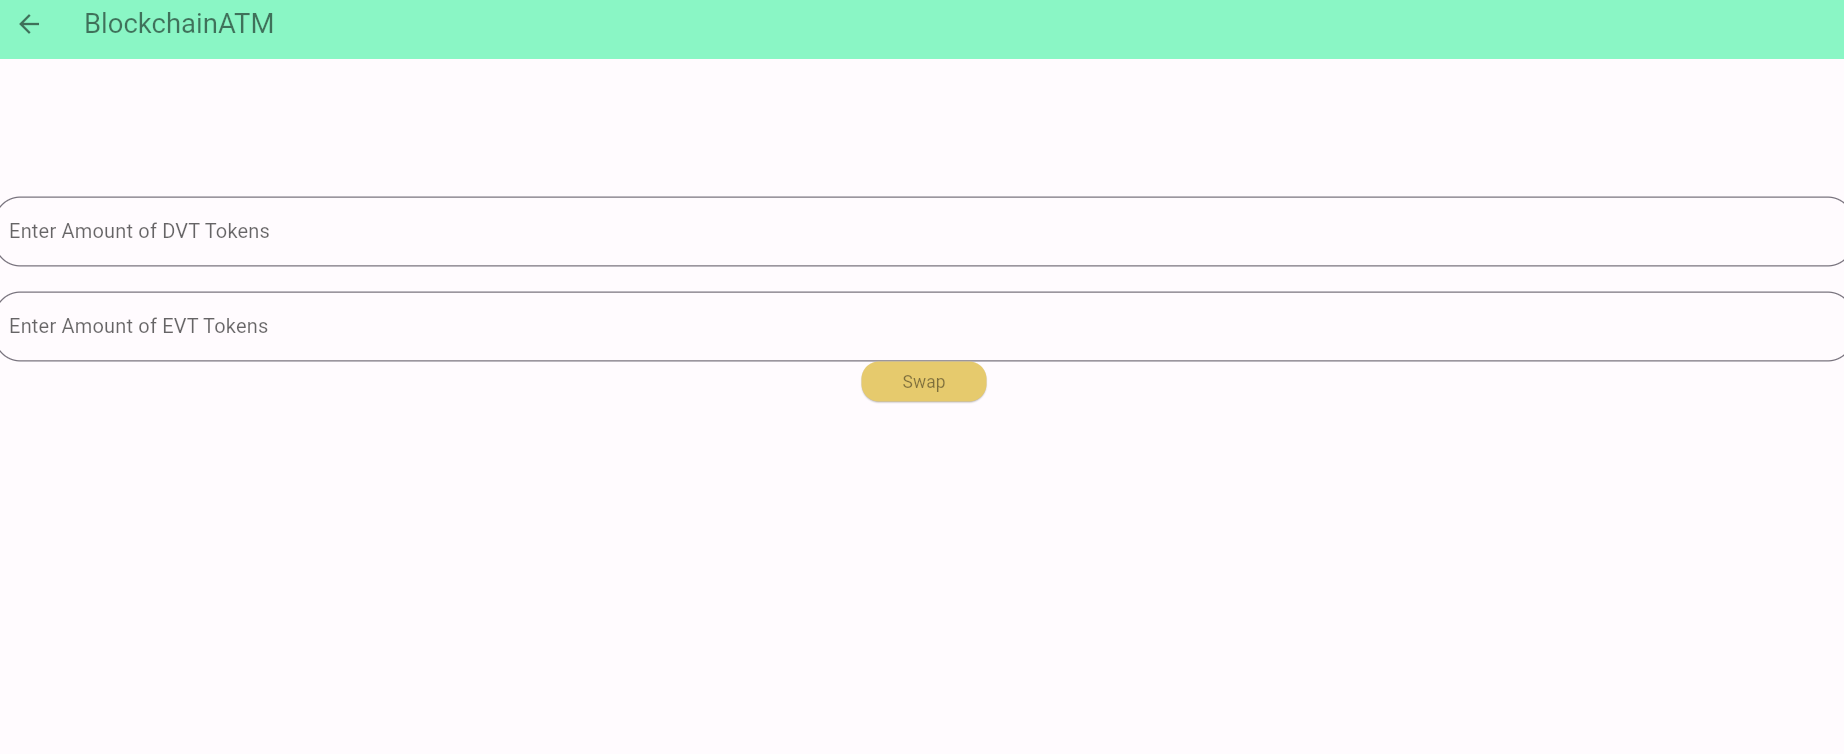 BlockchainATM
Enter Amount of DVT Tokens
Enter Amount of EVT Tokens
Swap